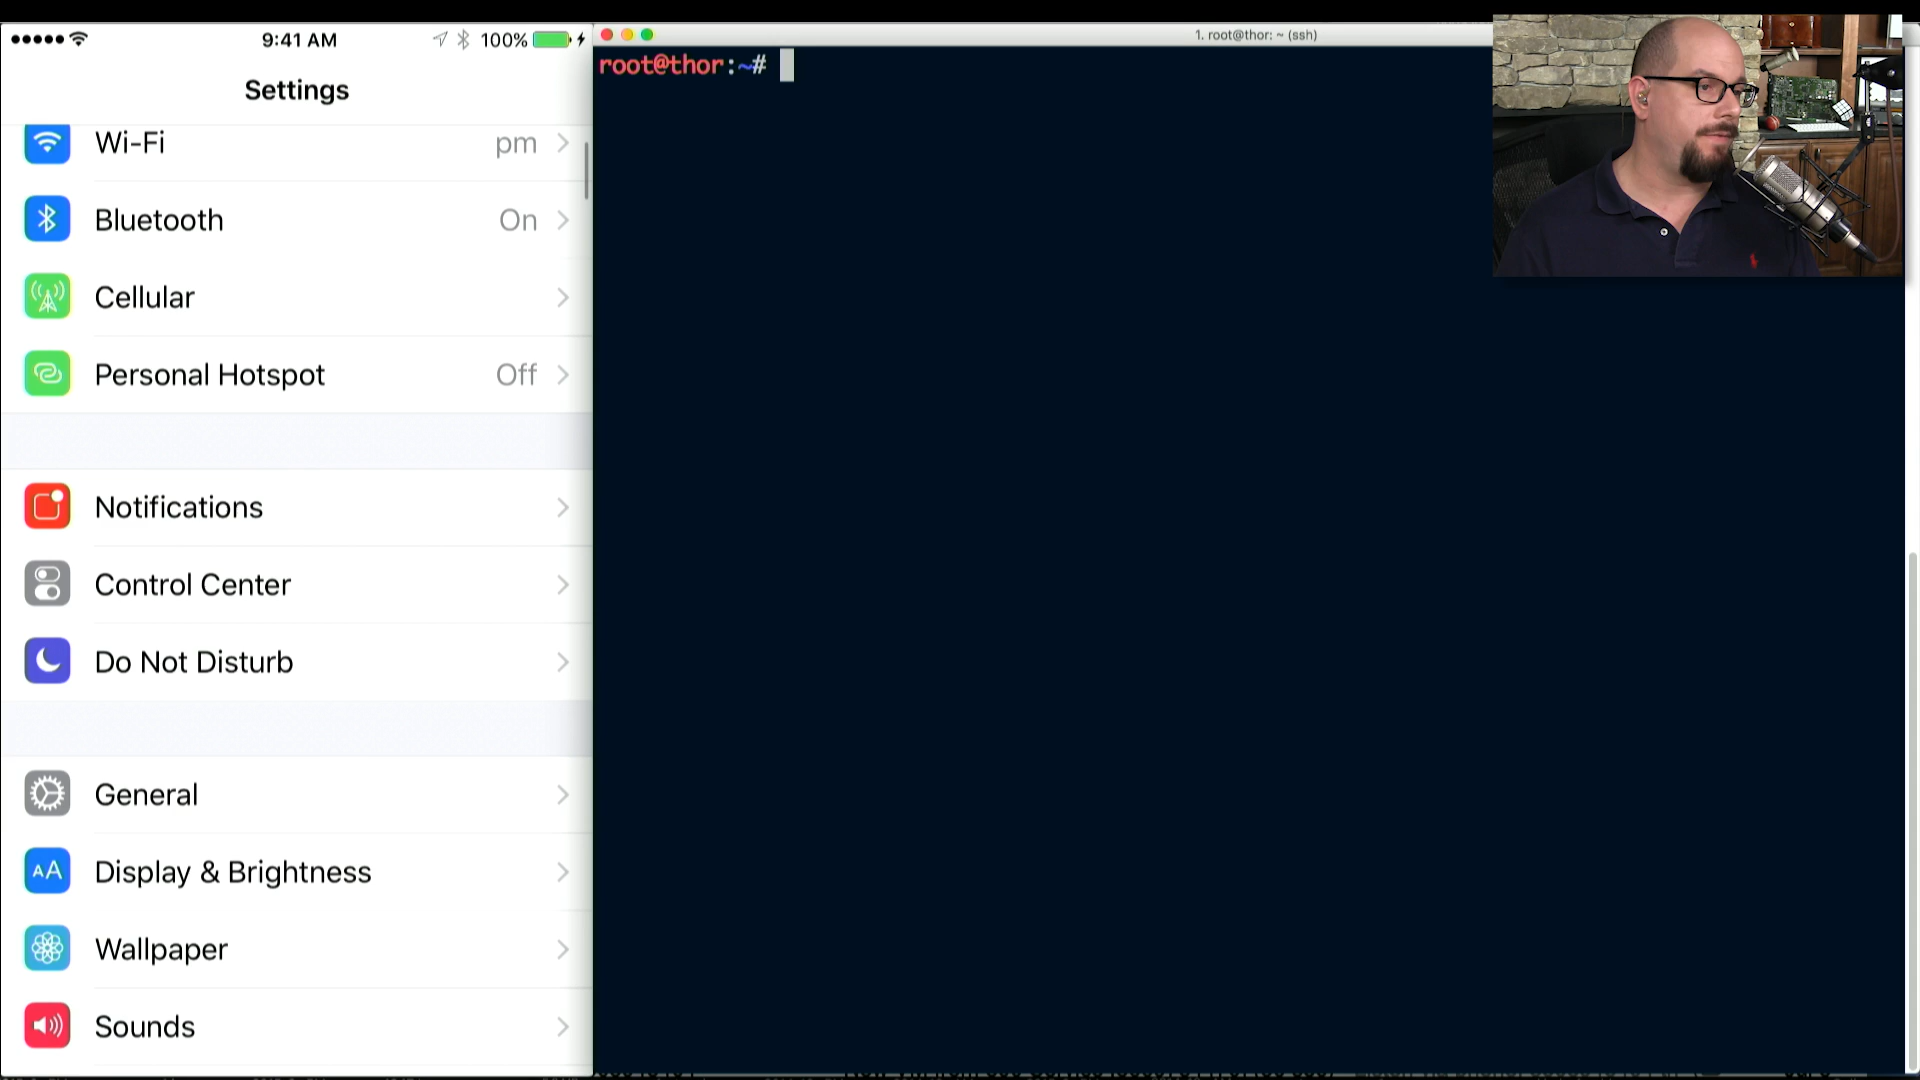 9:41 AM
100%
Settings
Wi-Fi
pm
Bluetooth
On
Cellular
Personal Hotspot
Off
Notifications
Control Center
Do Not Disturb
General
AA
Display & Brightness
Wallpaper
Sounds
1. root@thor: ~ (ssh)
root@thor:~#